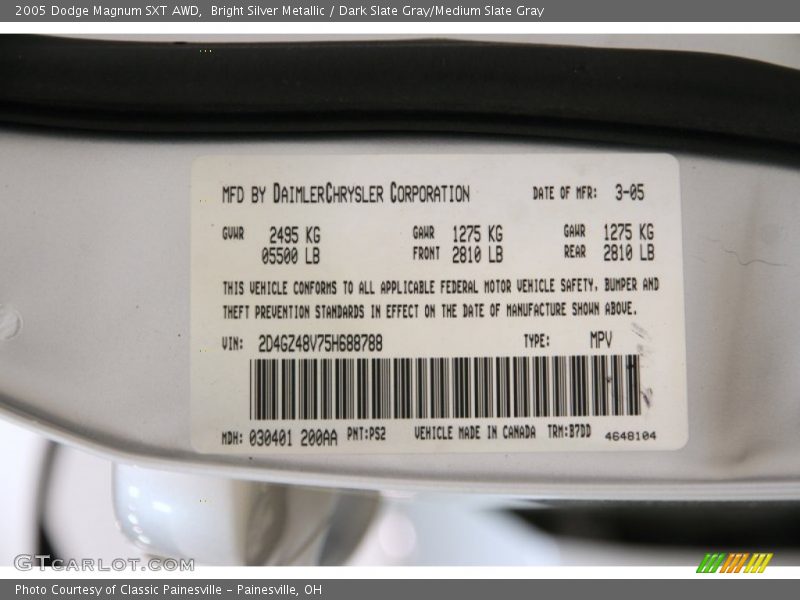 2005 Dodge Magnum SXT AWD, Bright Silver Metallic / Dark Slate Gray/Medium Slate Gray
MFD BY DAIMLERCHRYSLER CORPORATION DATE OF MFR: 3-05
GVWR 2495 KG GAWR 1275 KG GAWR 1275 KG
05500 LB FRONT 2810 LB REAR 2810 LB
THIS VEHICLE CONFORMS TO ALL APPLICABLE FEDERAL MOTOR VEHICLE SAFETY, BUMPER AND
THEFT PREVENTION STANDARDS IN EFFECT ON THE DATE OF MANUFACTURE SHOWN ABOVE.
VIN: 2D4GZ48V75H688788 TYPE: MPV
MDH: 030401 200AA PNT:PS2 VEHICLE MADE IN CANADA TRM:B7DD 4648104
GTCARLOT.COM
Photo Courtesy of Classic Painesville - Painesville, OH